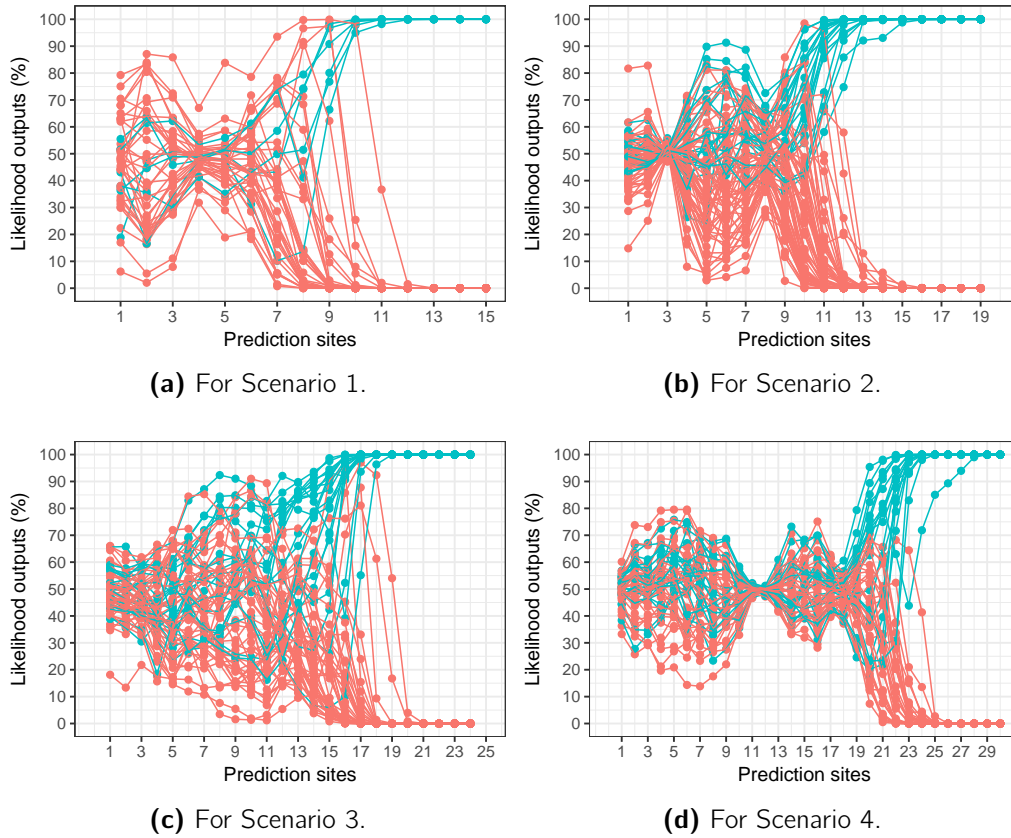 100
90
80
70
60
50
40
30
20
10
0
Likelihood outputs (%)
1 3 5 7 9 11 13 15
Prediction sites
(a) For Scenario 1.
100
90
80
70
60
50
40
30
20
10
0
Likelihood outputs (%)
1 3 5 7 9 11 13 15 17 19
Prediction sites
(b) For Scenario 2.
100
90
80
70
60
50
40
30
20
10
0
Likelihood outputs (%)
1 3 5 7 9 11 13 15 17 19 21 23 25
Prediction sites
(c) For Scenario 3.
100
90
80
70
60
50
40
30
20
10
0
Likelihood outputs (%)
1 3 5 7 9 11 13 15 17 19 21 23 25 27 29
Prediction sites
(d) For Scenario 4.